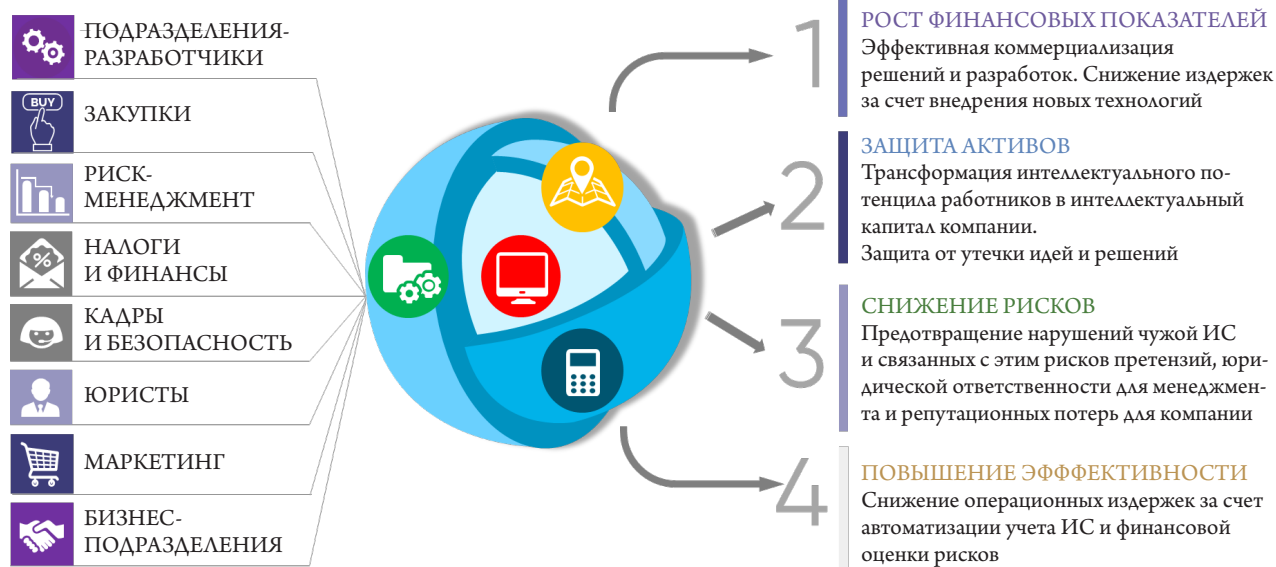 ПОДРАЗДЕЛЕНИЯ-
РАЗРАБОТЧИКИ
BUY
ЗАКУПКИ
РИСК-
МЕНЕДЖМЕНТ
%
НАЛОГИ
И ФИНАНСЫ
КАДРЫ
И БЕЗОПАСНОСТЬ
ЮРИСТЫ
МАРКЕТИНГ
БИЗНЕС-
ПОДРАЗДЕЛЕНИЯ
1
РОСТ ФИНАНСОВЫХ ПОКАЗАТЕЛЕЙ
Эффективная коммерциализация
решений и разработок. Снижение издержек
за счет внедрения новых технологий
2
ЗАЩИТА АКТИВОВ
Трансформация интеллектуального по-
тенцила работников в интеллектуальный
капитал компании.
Защита от утечки идей и решений
3
СНИЖЕНИЕ РИСКОВ
Предотвращение нарушений чужой ИС
и связанных с этим рисков претензий, юри-
дической ответственности для менеджмен-
та и репутационных потерь для компании
4
ПОВЫШЕНИЕ ЭФФФЕКТИВНОСТИ
Снижение операционных издержек за счет
автоматизации учета ИС и финансовой
оценки рисков